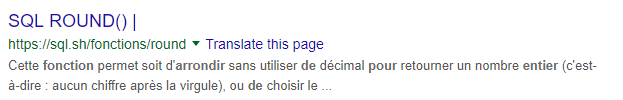 SQL ROUND() |
https://sql.sh/fonctions/round ▼ Translate this page
Cette fonction permet soit d'arrondir sans utiliser de décimal pour retourner un nombre entier (c'est-
à-dire : aucun chiffre après la virgule), ou de choisir le ...